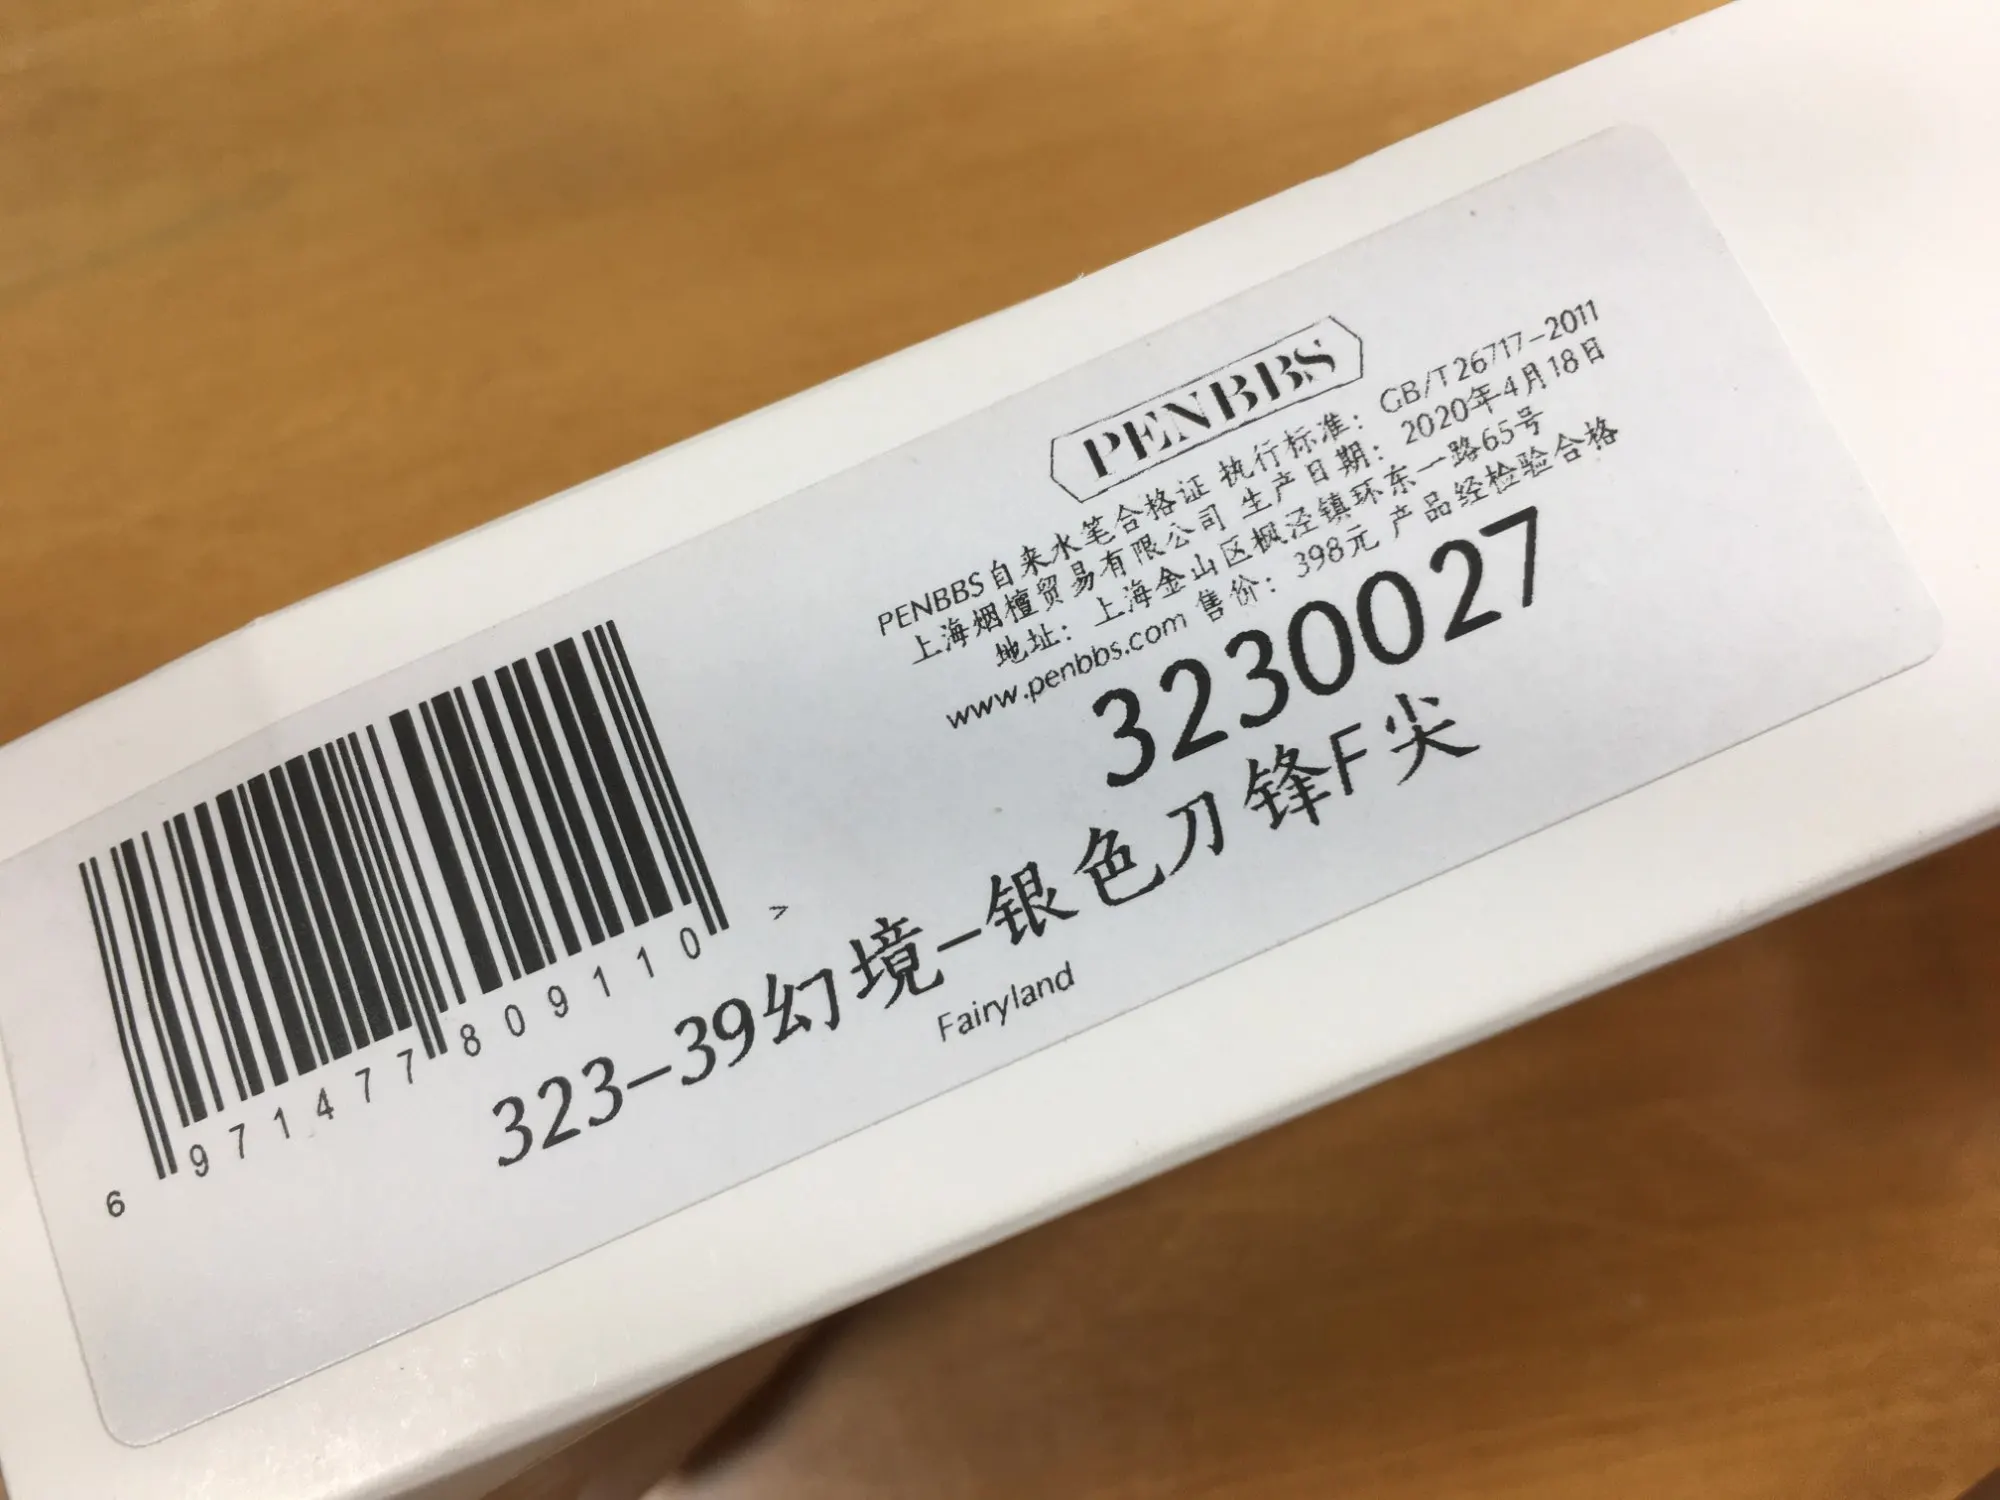 PENBBS
PENBBS自来水笔合格证 执行标准: GB/T26717-2011
上海烟檀贸易有限公司 生产日期: 2020年4月18日
地址: 上海金山区枫泾镇环东一路65号
www.penbbs.com 售价: 398元 产品经检验合格
3230027
6 971477 809110 >
323-39幻境-银色刀锋F尖
Fairyland